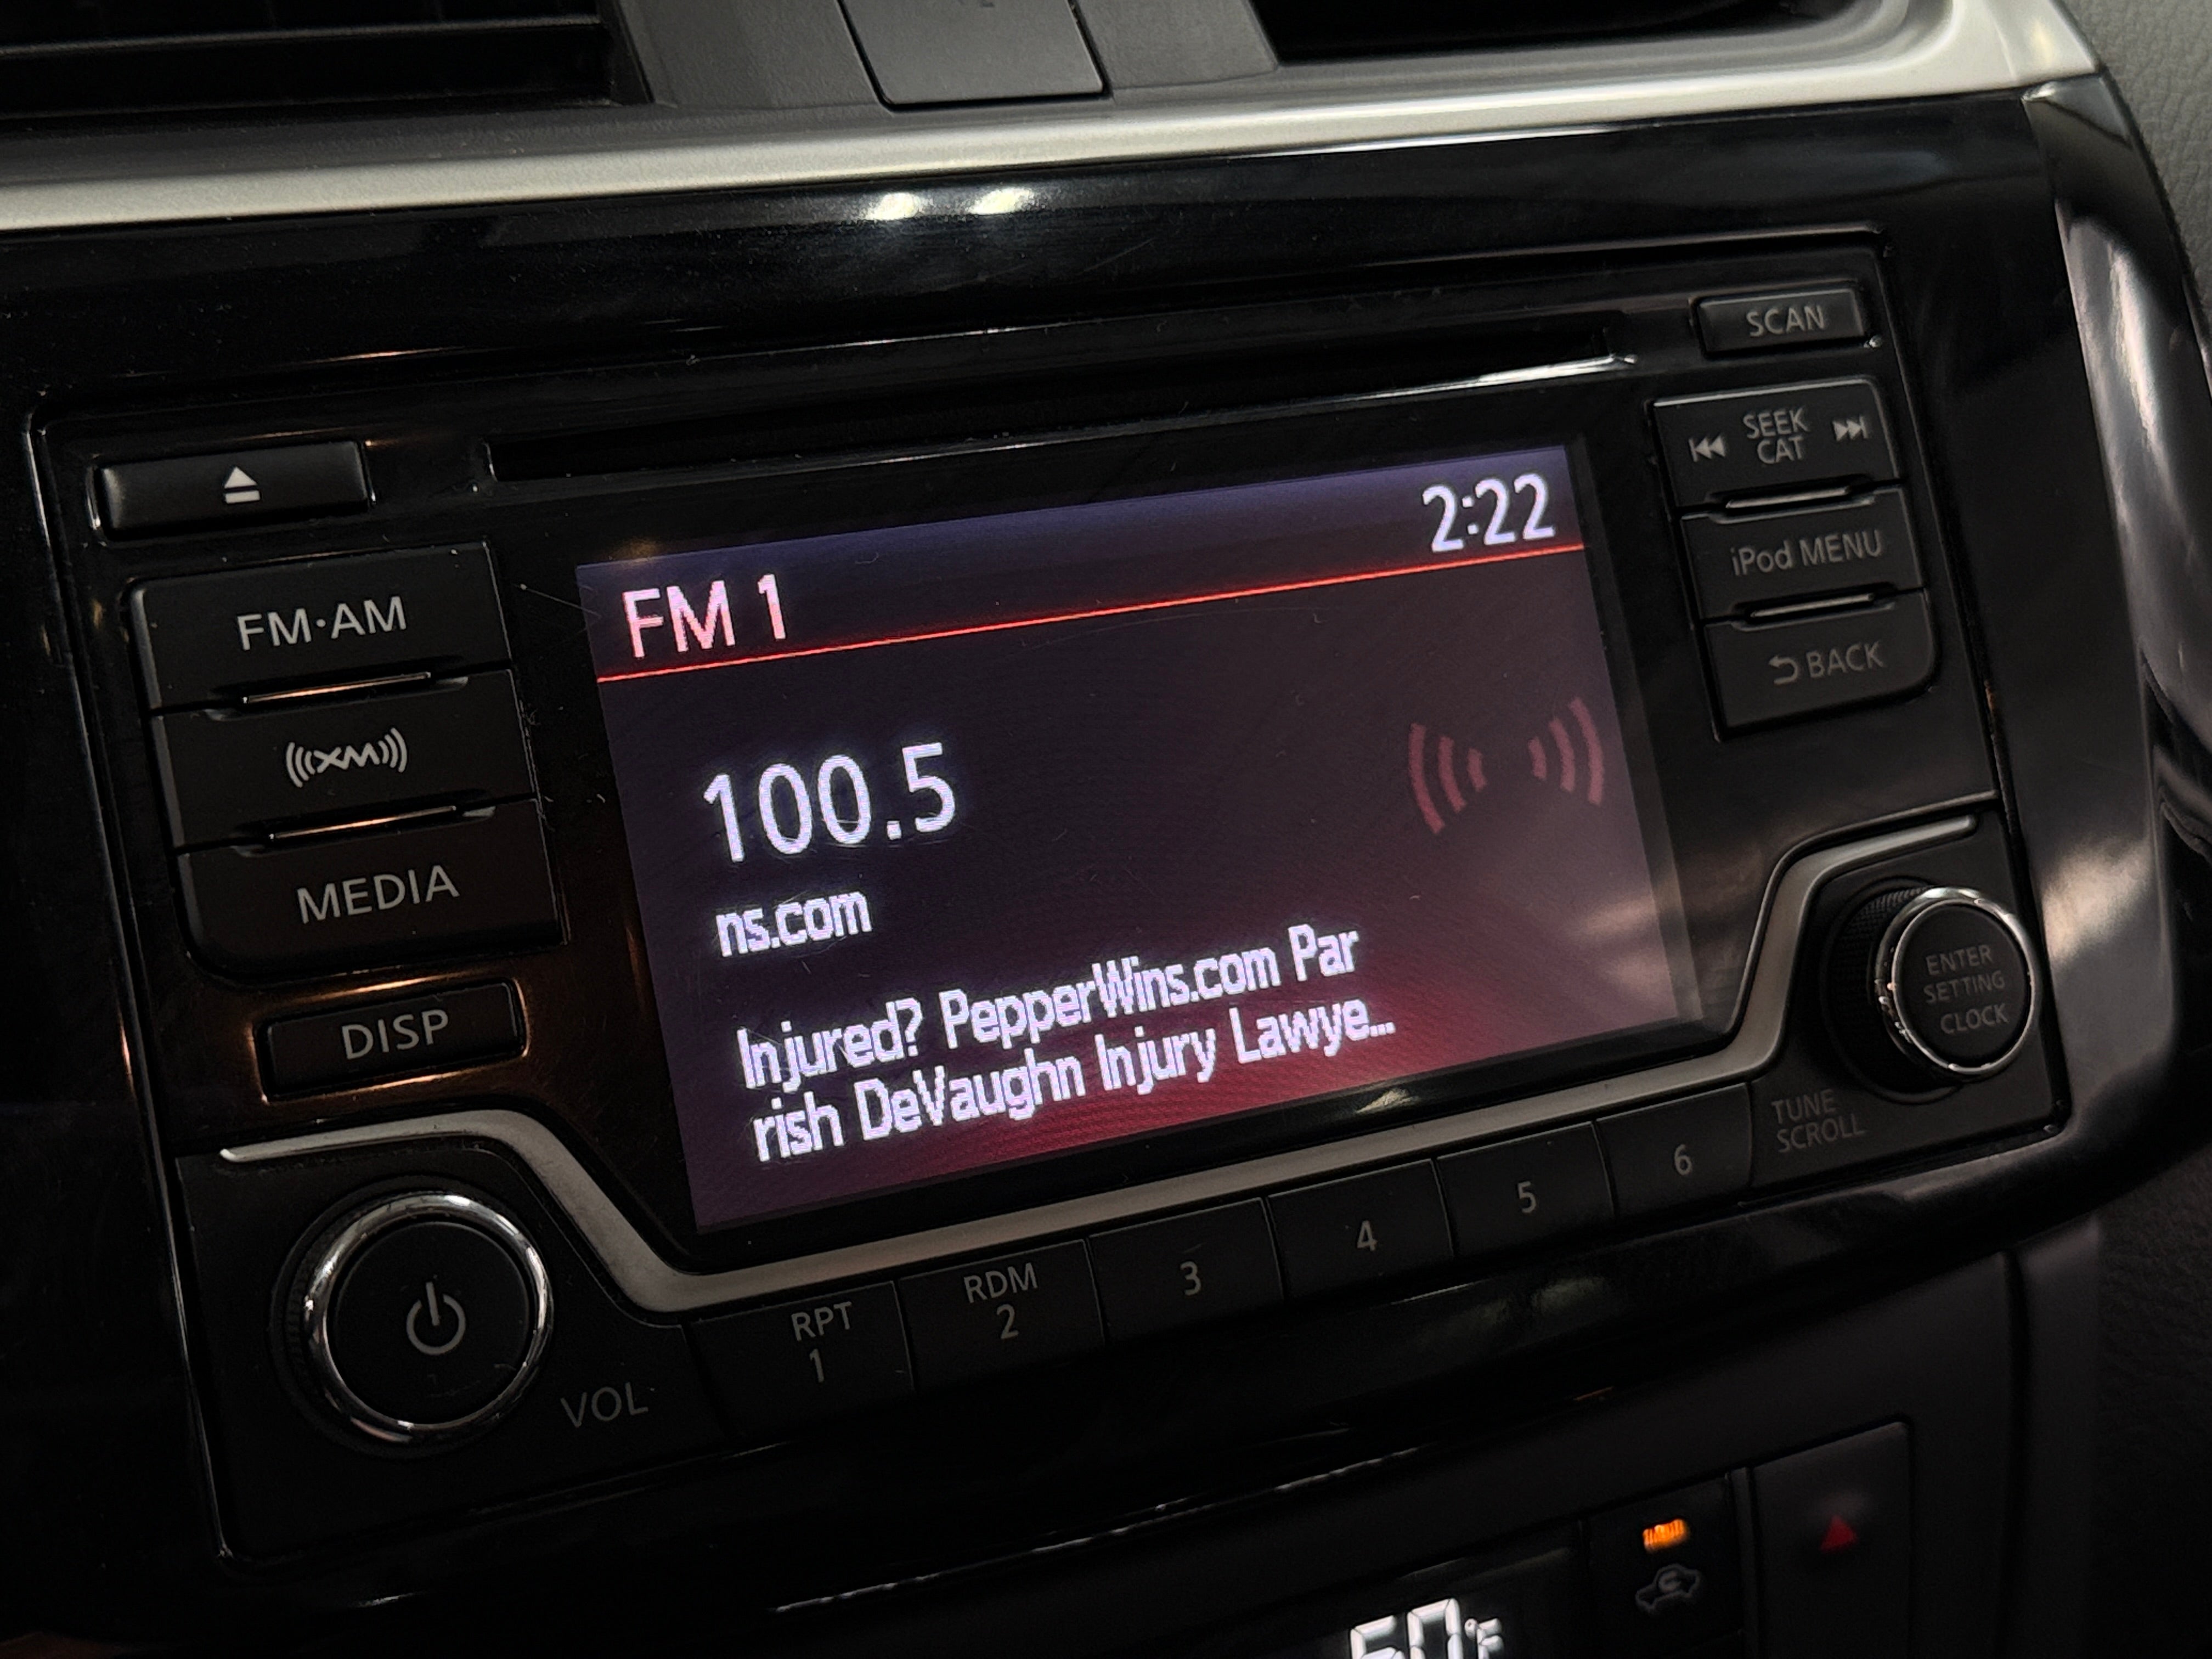 SCAN
SEEK
CAT
iPod MENU
BACK
FM·AM
XM
MEDIA
DISP
FM 1
2:22
100.5
ns.com
Injured? PepperWins.com Par
rish DeVaughn Injury Lawye...
ENTER
SETTING
CLOCK
TUNE
SCROLL
VOL
RPT
1
RDM
2
3
4
5
6
60°F